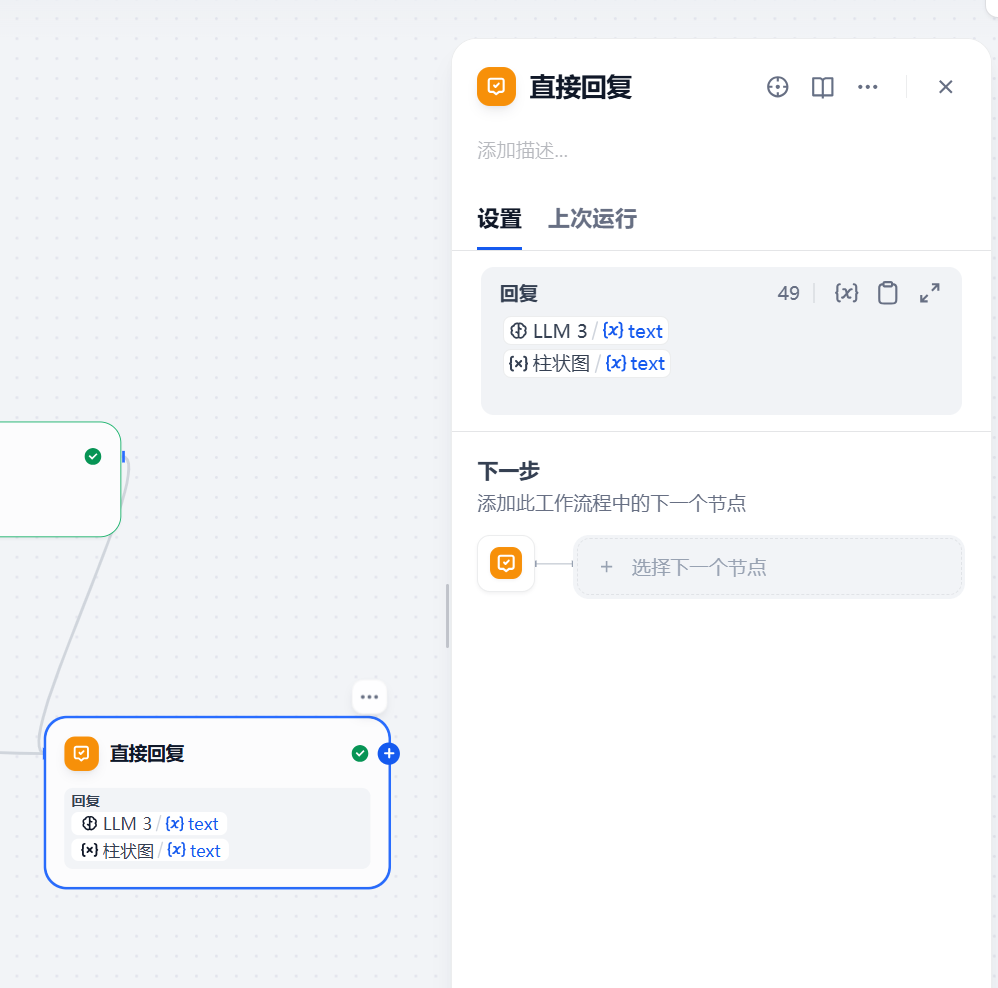 直接回复
添加描述...
设置 上次运行
回复 49 {x}
LLM 3 / {x} text
{x} 柱状图 / {x} text
下一步
添加此工作流程中的下一个节点
+ 选择下一个节点
直接回复
回复
LLM 3 / {x} text
{x} 柱状图 / {x} text